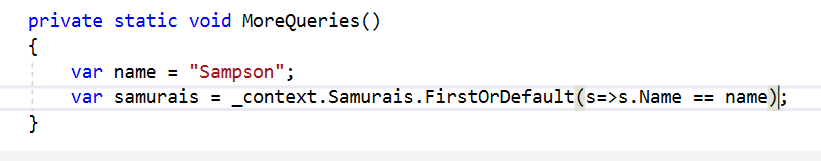 private static void MoreQueries()
{
    var name = "Sampson";
    var samurais = _context.Samurais.FirstOrDefault(s=>s.Name == name);
}